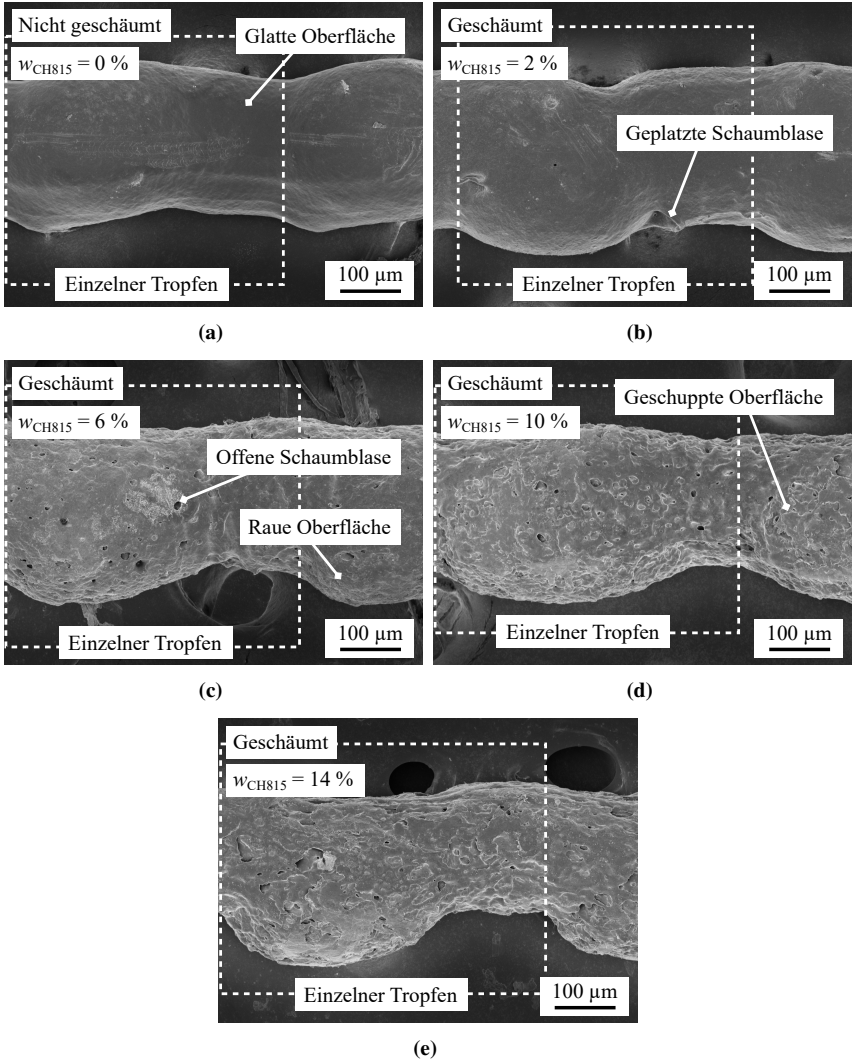 Nicht geschäumt
Glatte Oberfläche
wCH815 = 0 %
Einzelner Tropfen
100 µm
(a)
Geschäumt
wCH815 = 2 %
Geplatzte Schaumblase
Einzelner Tropfen
100 µm
(b)
Geschäumt
wCH815 = 6 %
Offene Schaumblase
Raue Oberfläche
Einzelner Tropfen
100 µm
(c)
Geschäumt
Geschuppte Oberfläche
wCH815 = 10 %
Einzelner Tropfen
100 µm
(d)
Geschäumt
wCH815 = 14 %
Einzelner Tropfen
100 µm
(e)